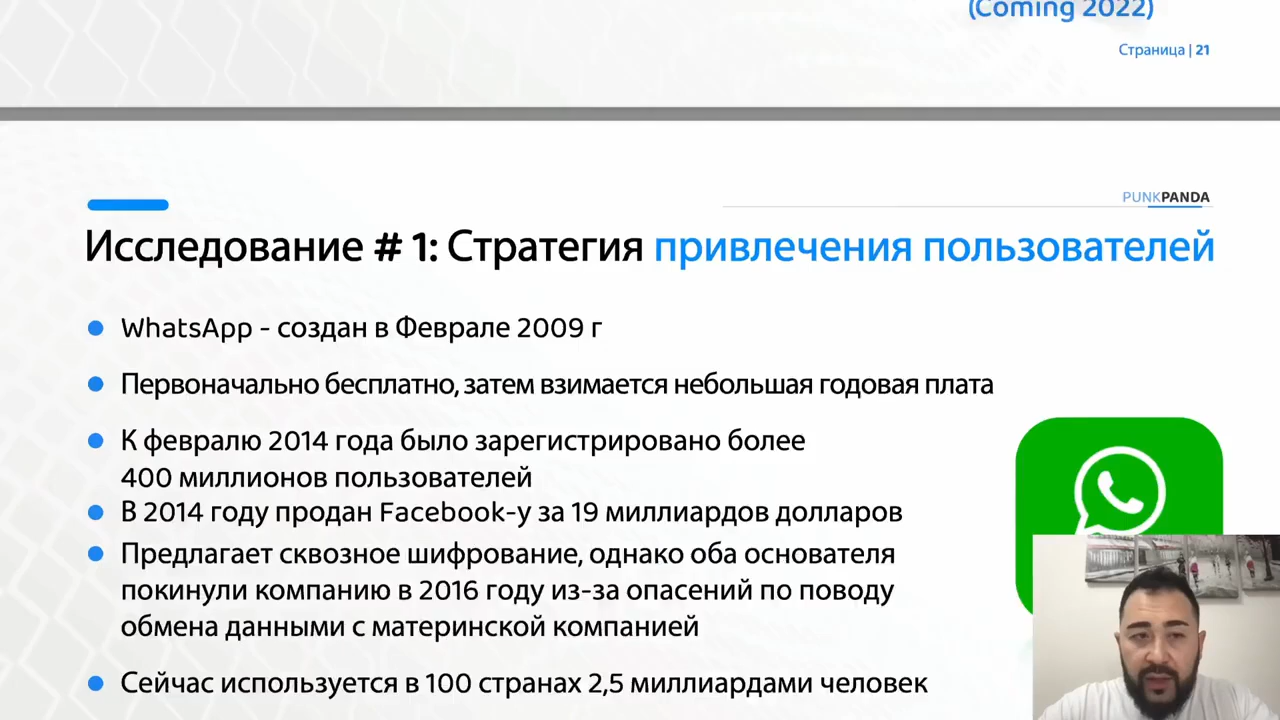 (Coming 2022)
Страница | 21
PUNKPANDA
Исследование # 1: Стратегия привлечения пользователей
WhatsApp - создан в Феврале 2009 г
Первоначально бесплатно, затем взимается небольшая годовая плата
К февралю 2014 года было зарегистрировано более
400 миллионов пользователей
В 2014 году продан Facebook-у за 19 миллиардов долларов
Предлагает сквозное шифрование, однако оба основателя
покинули компанию в 2016 году из-за опасений по поводу
обмена данными с материнской компанией
Сейчас используется в 100 странах 2,5 миллиардами человек